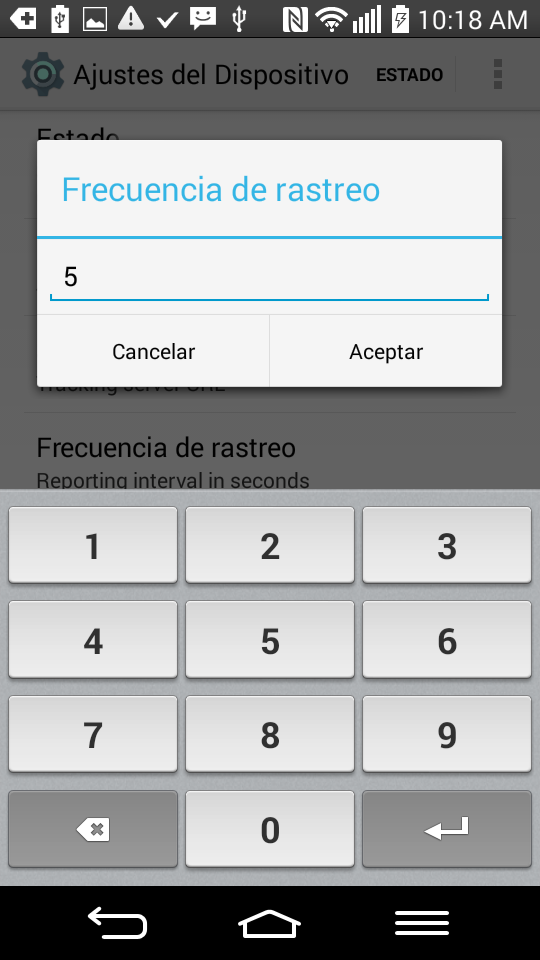 10:18 AM
Ajustes del Dispositivo ESTADO
Estado
Frecuencia de rastreo
5
Cancelar Aceptar
Tracking server URL
Frecuencia de rastreo
Reporting interval in seconds
1 2 3
4 5 6
7 8 9
0